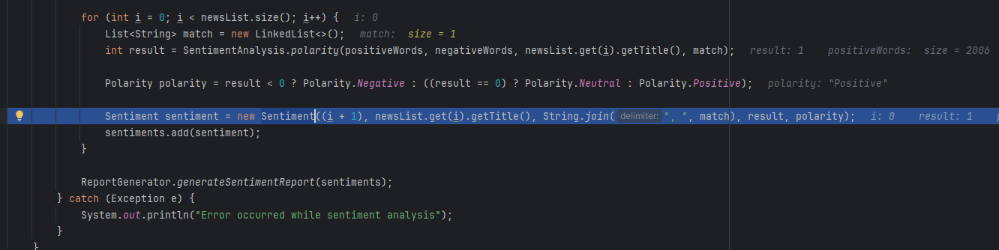 for (int i = 0; i < newsList.size(); i++) { i: 0
List<String> match = new LinkedList<>(); match: size = 1
int result = SentimentAnalysis.polarity(positiveWords, negativeWords, newsList.get(i).getTitle(), match); result: 1 positiveWords: size = 2006
Polarity polarity = result < 0 ? Polarity.Negative : ((result == 0) ? Polarity.Neutral : Polarity.Positive); polarity: "Positive"
Sentiment sentiment = new Sentiment((i + 1), newsList.get(i).getTitle(), String.join( delimiter: ", ", match), result, polarity); i: 0 result: 1
sentiments.add(sentiment);
}
ReportGenerator.generateSentimentReport(sentiments);
} catch (Exception e) {
System.out.println("Error occurred while sentiment analysis");
}
}